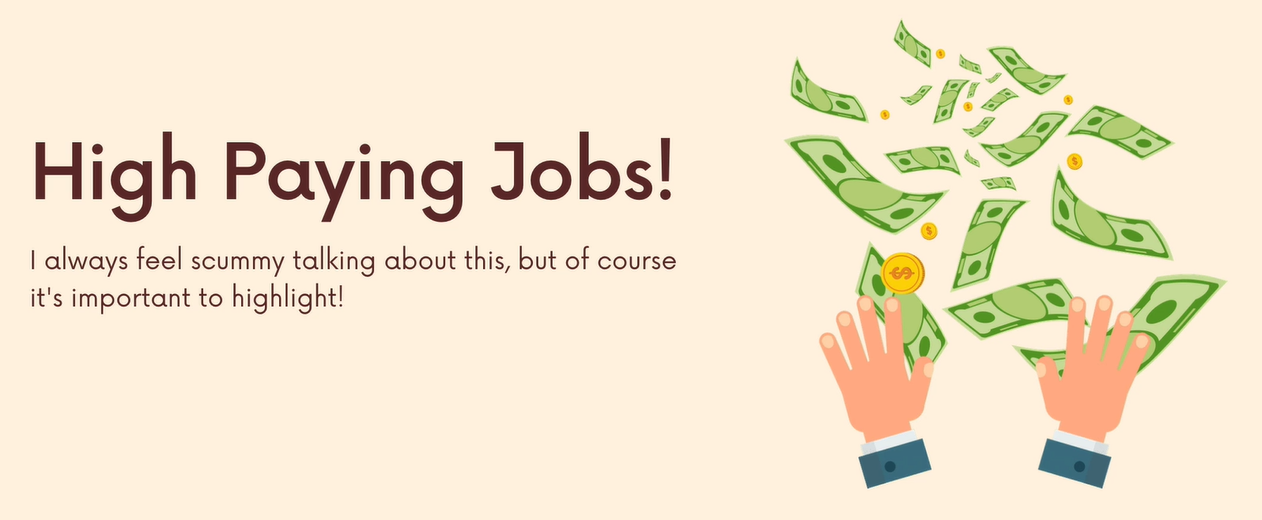 High Paying Jobs!
I always feel scummy talking about this, but of course
it's important to highlight!